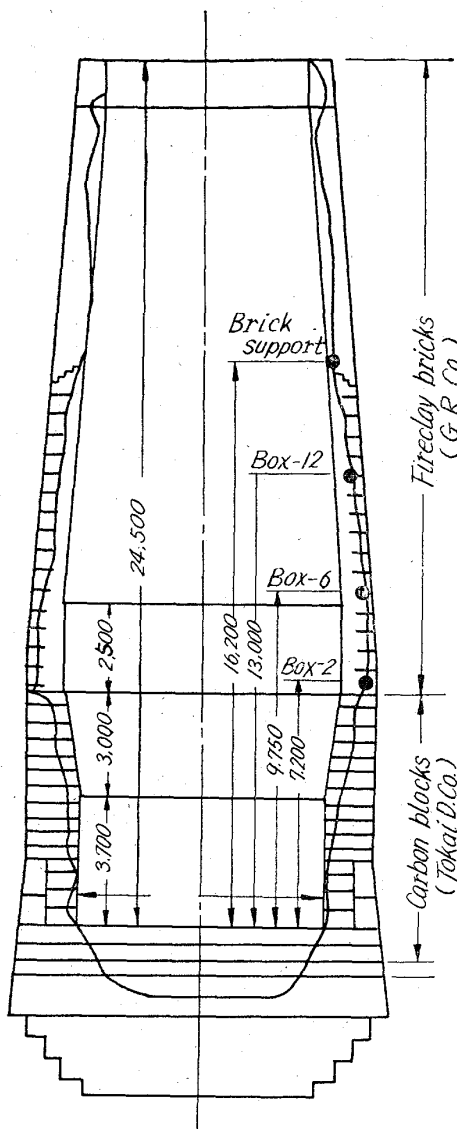 Brick
support
Box-12
24,500
Box-6
2,500
16,200
13,000
Box-2
9.750
7.200
3,000
3.700
Fireclay bricks
(G.R. Co.)
Carbon blocks
(Tokai D.Co.)